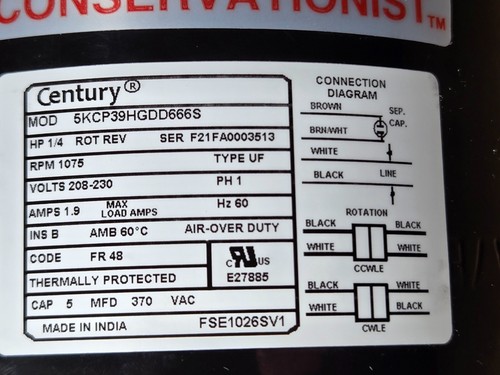 CONSERVATIONIST™
Century®
MOD 5KCP39HGDD666S
HP 1/4 ROT REV SER F21FA0003513
RPM 1075 TYPE UF
VOLTS 208-230 PH 1
AMPS 1.9 MAX LOAD AMPS Hz 60
INS B AMB 60°C AIR-OVER DUTY
CODE FR 48
C UR US
THERMALLY PROTECTED E27885
CAP 5 MFD 370 VAC
MADE IN INDIA FSE1026SV1
CONNECTION
DIAGRAM
BROWN SEP.
CAP.
BRN/WHT
WHITE
BLACK LINE
ROTATION
BLACK BLACK
WHITE WHITE
CCWLE
BLACK WHITE
WHITE BLACK
CWLE